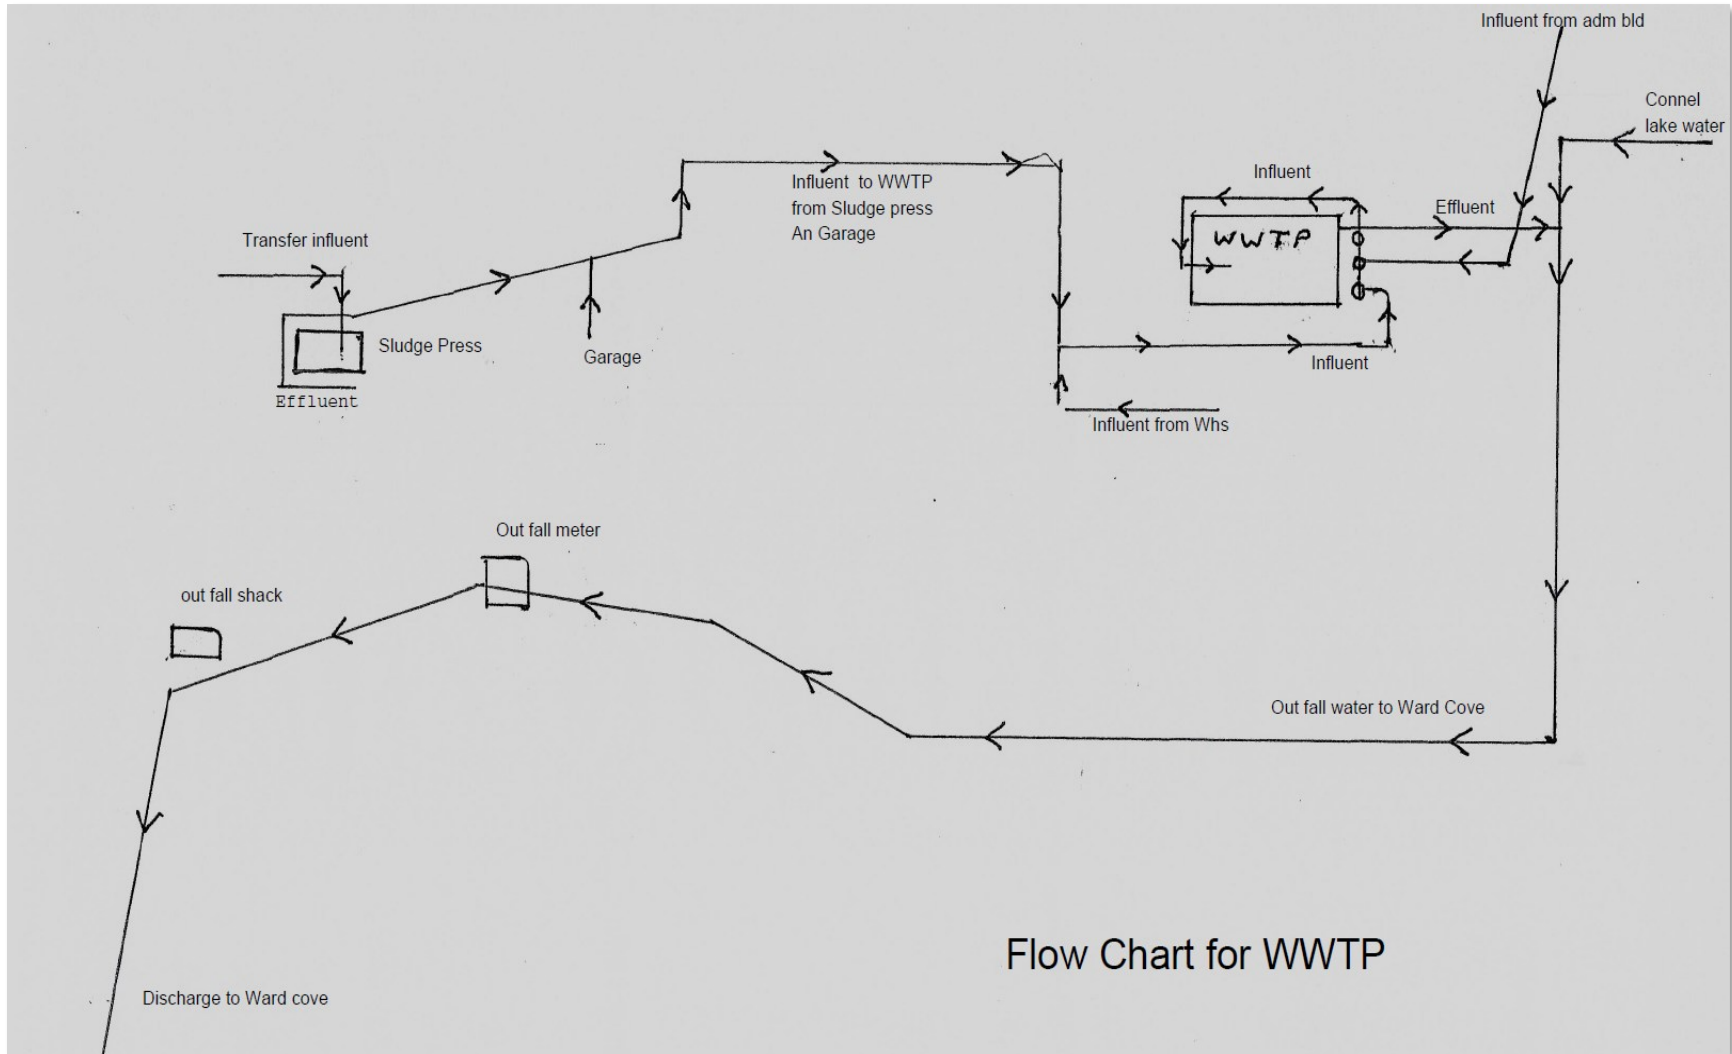 Influent from adm bld
Connel
lake water
Influent
Influent to WWTP
from Sludge press
An Garage
Effluent
WWTP
Transfer influent
Sludge Press
Garage
Influent
Effluent
Influent from Whs
Out fall meter
out fall shack
Out fall water to Ward Cove
Flow Chart for WWTP
Discharge to Ward cove